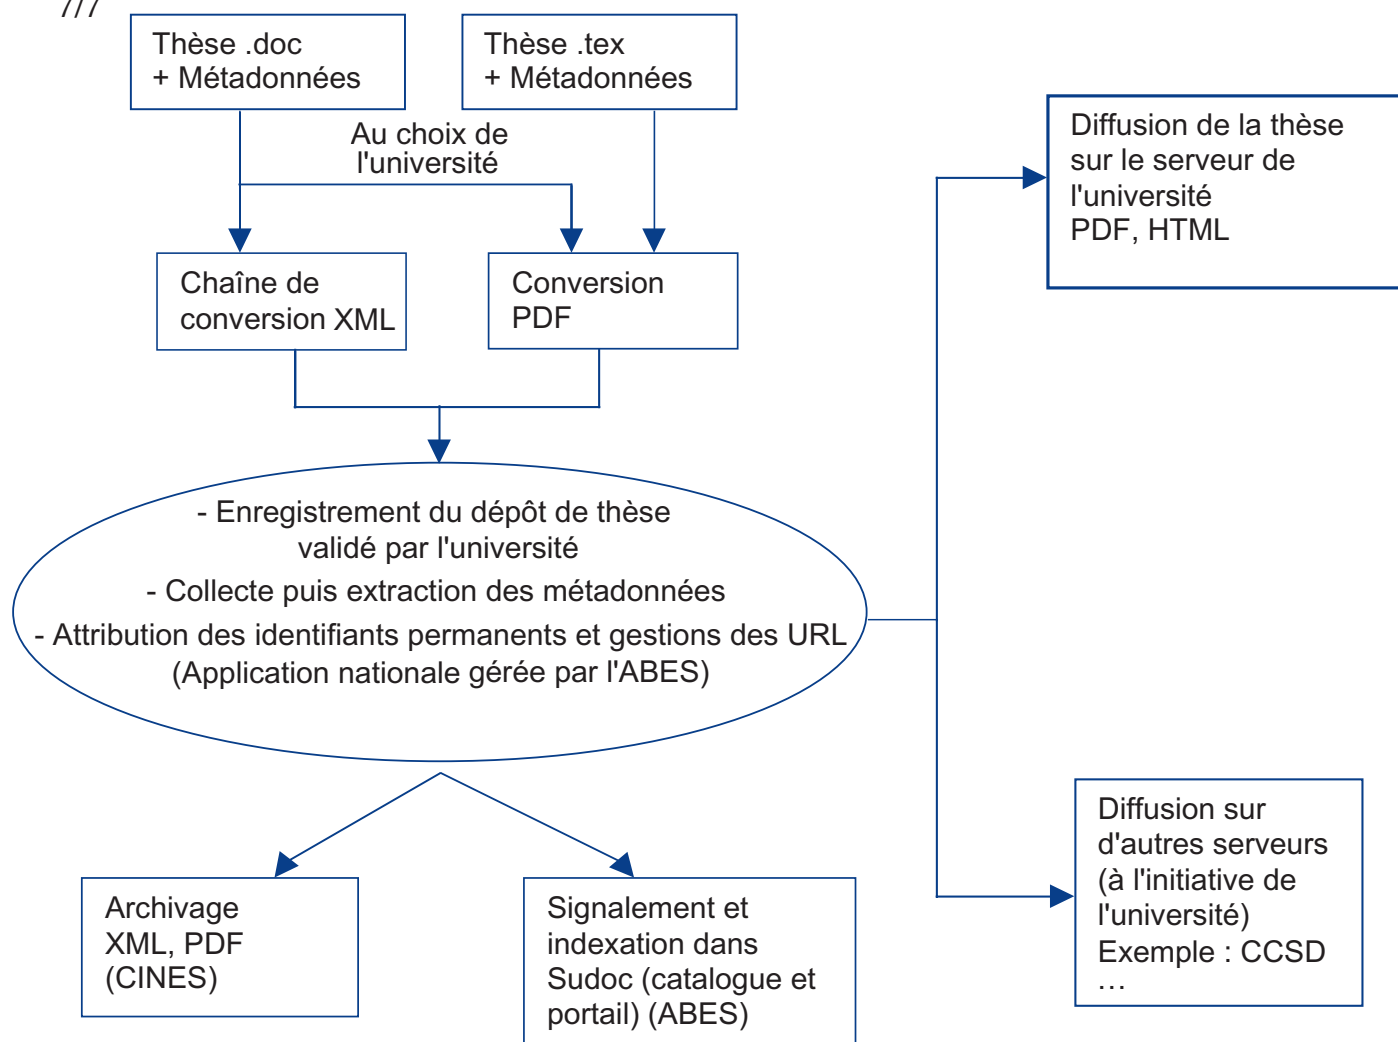 7/7
Thèse .doc
+ Métadonnées
Thèse .tex
+ Métadonnées
Au choix de
l'université
Chaîne de
conversion XML
Conversion
PDF
- Enregistrement du dépôt de thèse
validé par l'université
- Collecte puis extraction des métadonnées
- Attribution des identifiants permanents et gestions des URL
(Application nationale gérée par l'ABES)
Archivage
XML, PDF
(CINES)
Signalement et
indexation dans
Sudoc (catalogue et
portail) (ABES)
Diffusion de la thèse
sur le serveur de
l'université
PDF, HTML
Diffusion sur
d'autres serveurs
(à l'initiative de
l'université)
Exemple : CCSD
…